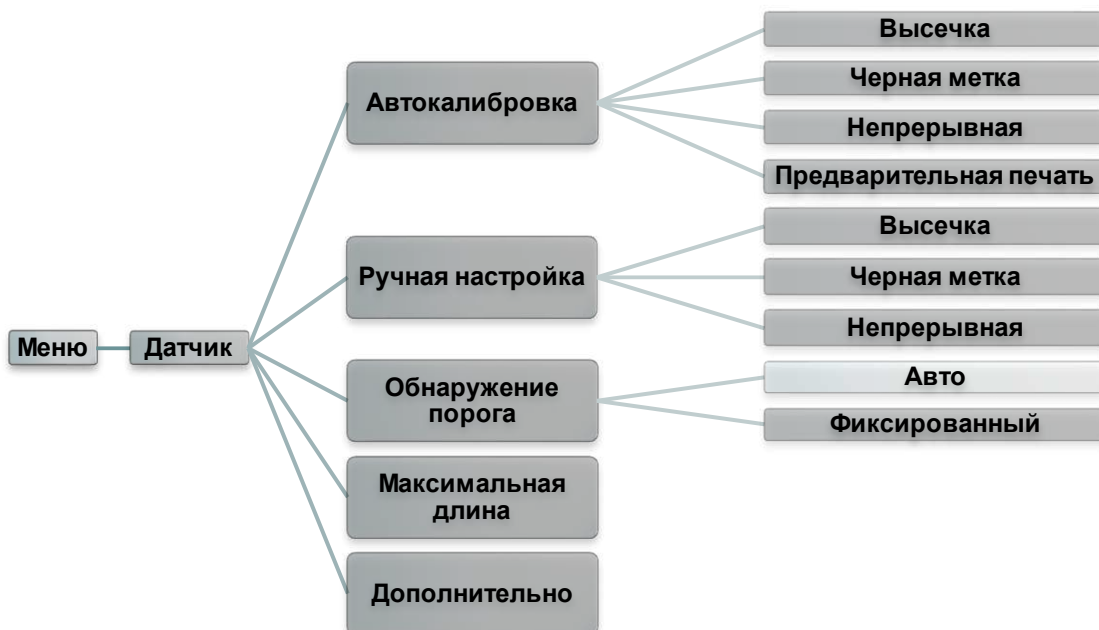 Меню
Датчик
Автокалибровка
Высечка
Черная метка
Непрерывная
Предварительная печать
Ручная настройка
Высечка
Черная метка
Непрерывная
Обнаружение
порога
Авто
Фиксированный
Максимальная
длина
Дополнительно